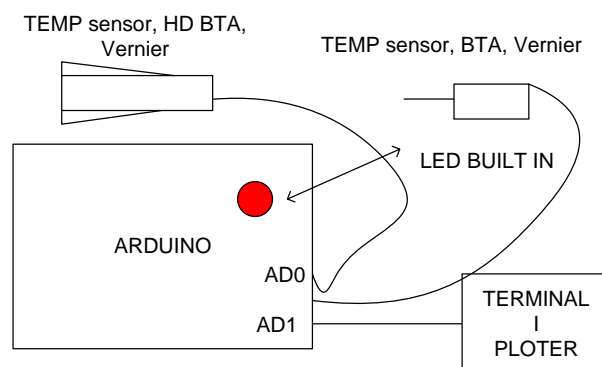 TEMP sensor, HD BTA,
Vernier
TEMP sensor, BTA, Vernier
LED BUILT IN
ARDUINO
AD0
AD1
TERMINAL
I
PLOTER